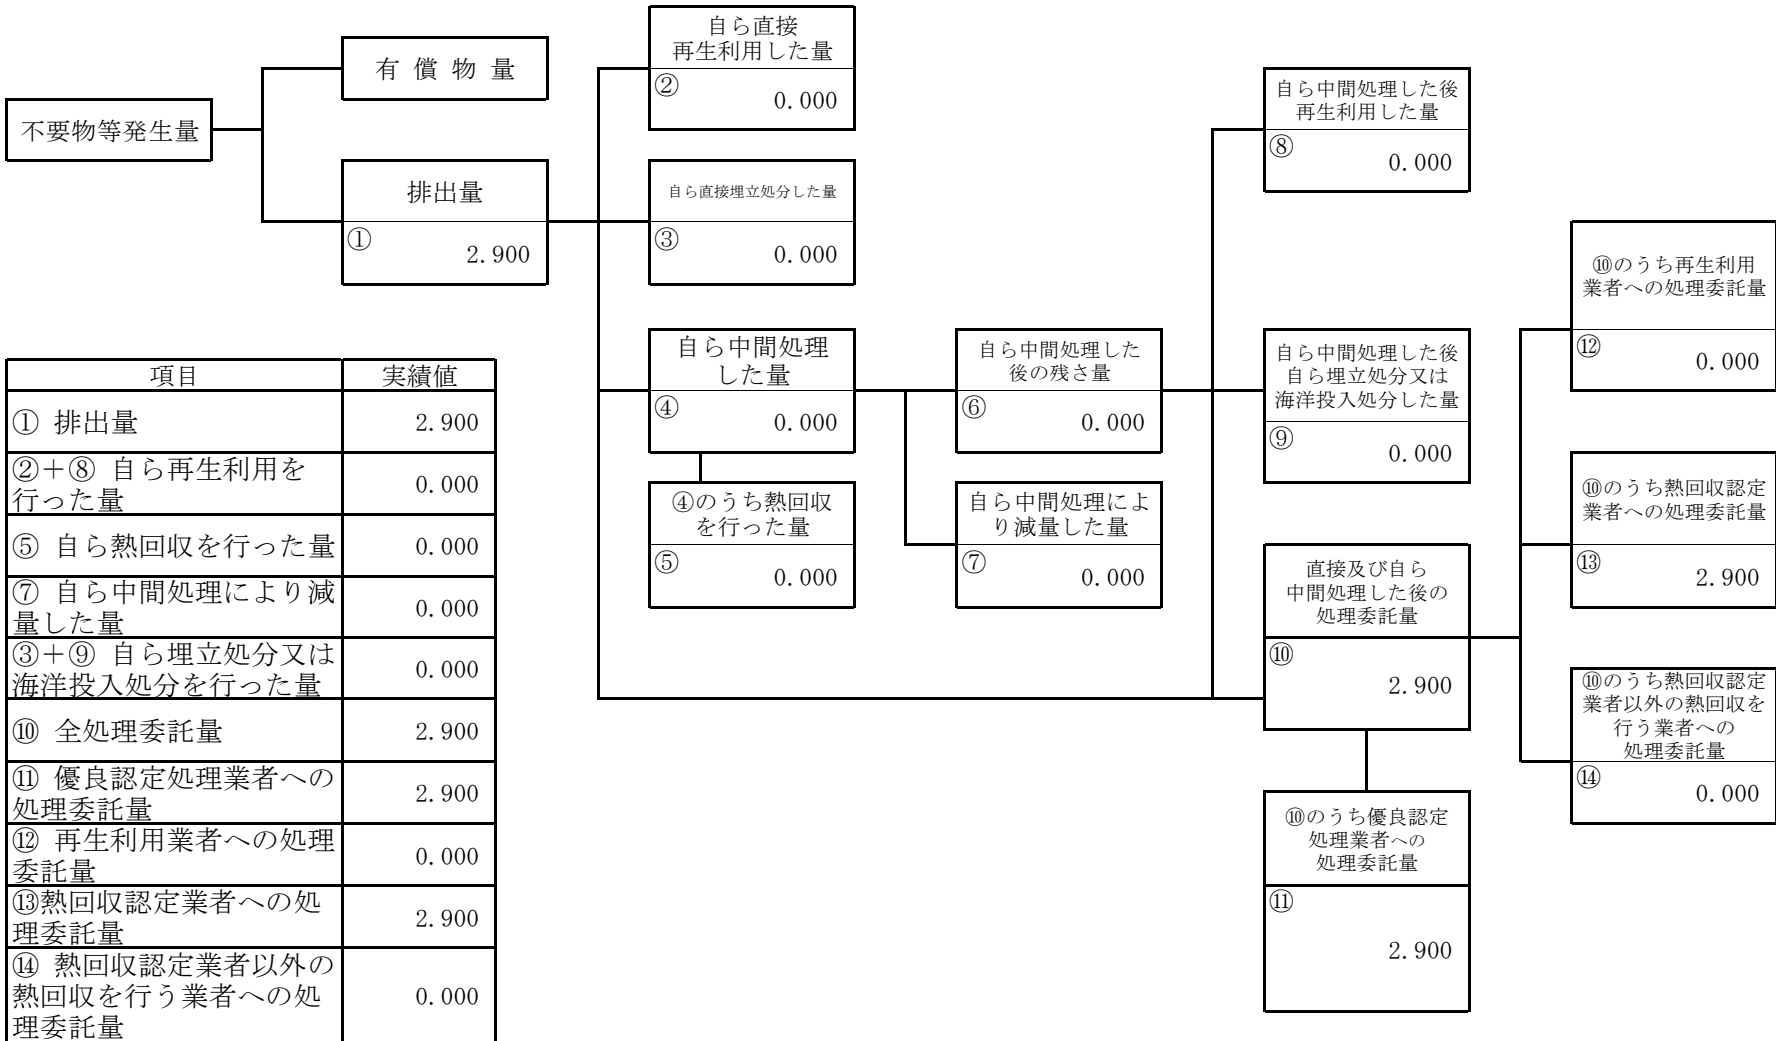 不要物等発生量
有 償 物 量
排出量
①
2.900
自ら直接
再生利用した量
②
0.000
自ら直接埋立処分した量
③
0.000
自ら中間処理
した量
④
0.000
④のうち熱回収
を行った量
⑤
0.000
自ら中間処理した
後の残さ量
⑥
0.000
自ら中間処理によ
り減量した量
⑦
0.000
自ら中間処理した後
再生利用した量
⑧
0.000
自ら中間処理した後
自ら埋立処分又は
海洋投入処分した量
⑨
0.000
直接及び自ら
中間処理した後の
処理委託量
⑩
2.900
⑩のうち優良認定
処理業者への
処理委託量
⑪
2.900
⑩のうち再生利用
業者への処理委託量
⑫
0.000
⑩のうち熱回収認定
業者への処理委託量
⑬
2.900
⑩のうち熱回収認定
業者以外の熱回収を
行う業者への
処理委託量
⑭
0.000
項目 実績値
① 排出量 2.900
②＋⑧ 自ら再生利用を
行った量 0.000
⑤ 自ら熱回収を行った量 0.000
⑦ 自ら中間処理により減
量した量 0.000
③＋⑨ 自ら埋立処分又は
海洋投入処分を行った量 0.000
⑩ 全処理委託量 2.900
⑪ 優良認定処理業者への
処理委託量 2.900
⑫ 再生利用業者への処理
委託量 0.000
⑬熱回収認定業者への処
理委託量 2.900
⑭ 熱回収認定業者以外の
熱回収を行う業者への処
理委託量 0.000